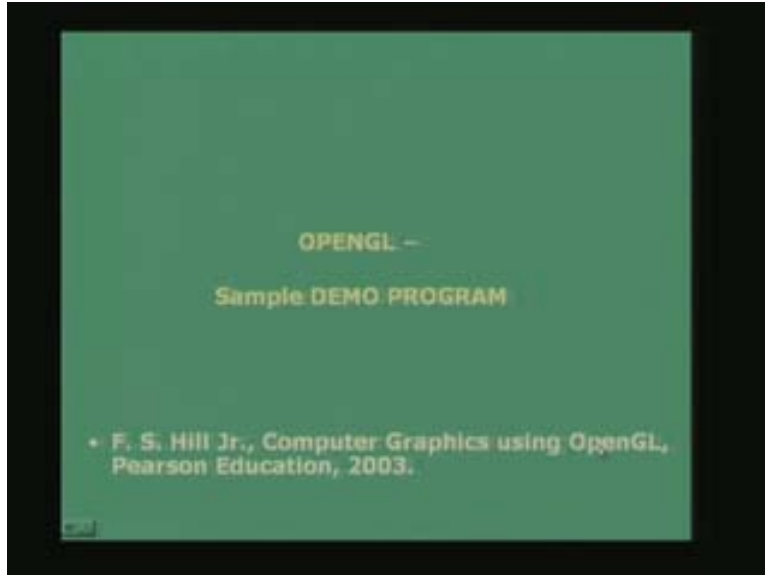 OPENGL –
Sample DEMO PROGRAM
• F. S. Hill Jr., Computer Graphics using OpenGL,
Pearson Education, 2003.